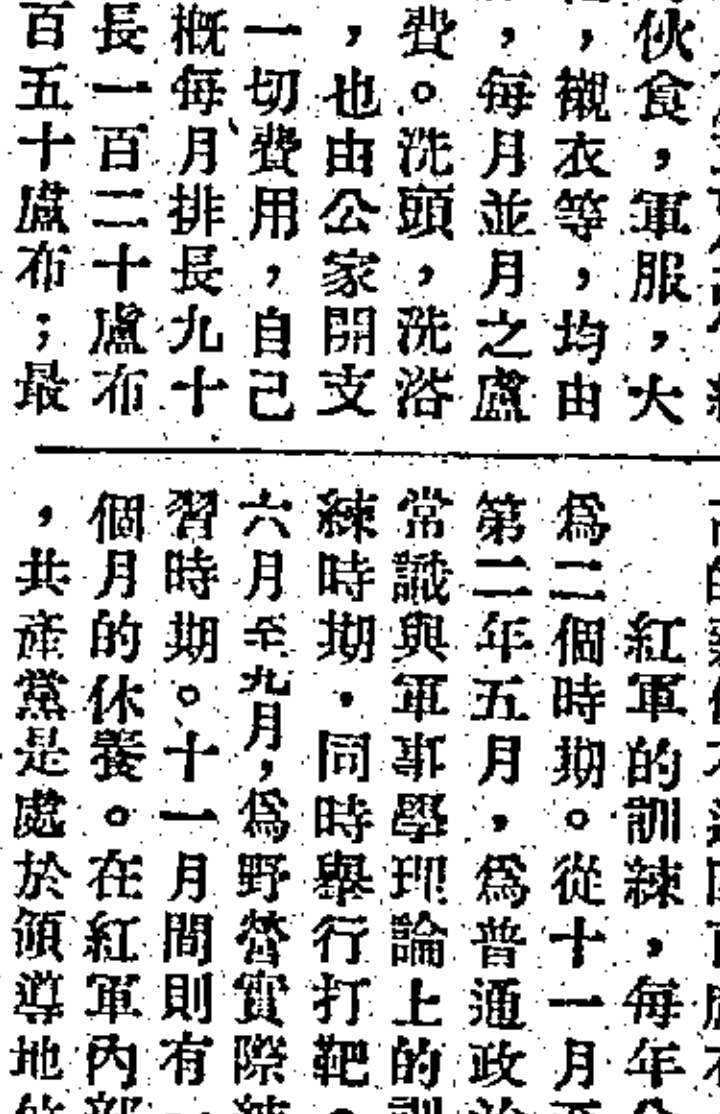 伙食，軍服，大
，襯衣等，均由
，每月並月之盧
費。洗頭，洗浴
，也由公家開支
一切費用，自己
概每月排長九十
長一百二十盧布
百五十盧布；最
紅軍的訓練，每年
爲二個時期。從十一月
第二年五月，爲普通政
常識與軍事學理論上的訓
練時期．同時舉行打靶。
六月至九月，爲野營實際
習時期。十一月間則有
個月的休養。在紅軍內部
，共產黨是處於領導地